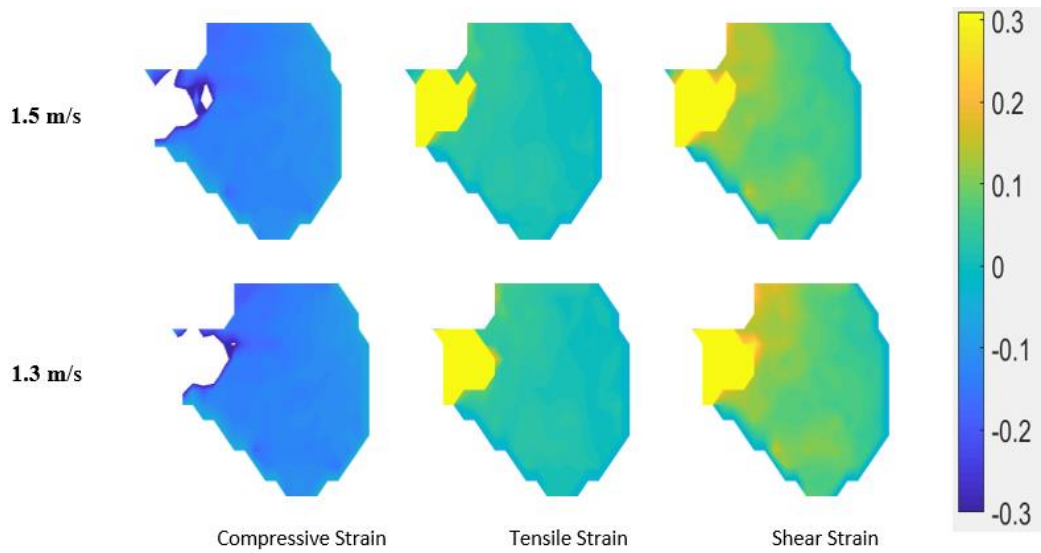 1.5 m/s
1.3 m/s
Compressive Strain
Tensile Strain
Shear Strain
0.3
0.2
0.1
0
-0.1
-0.2
-0.3